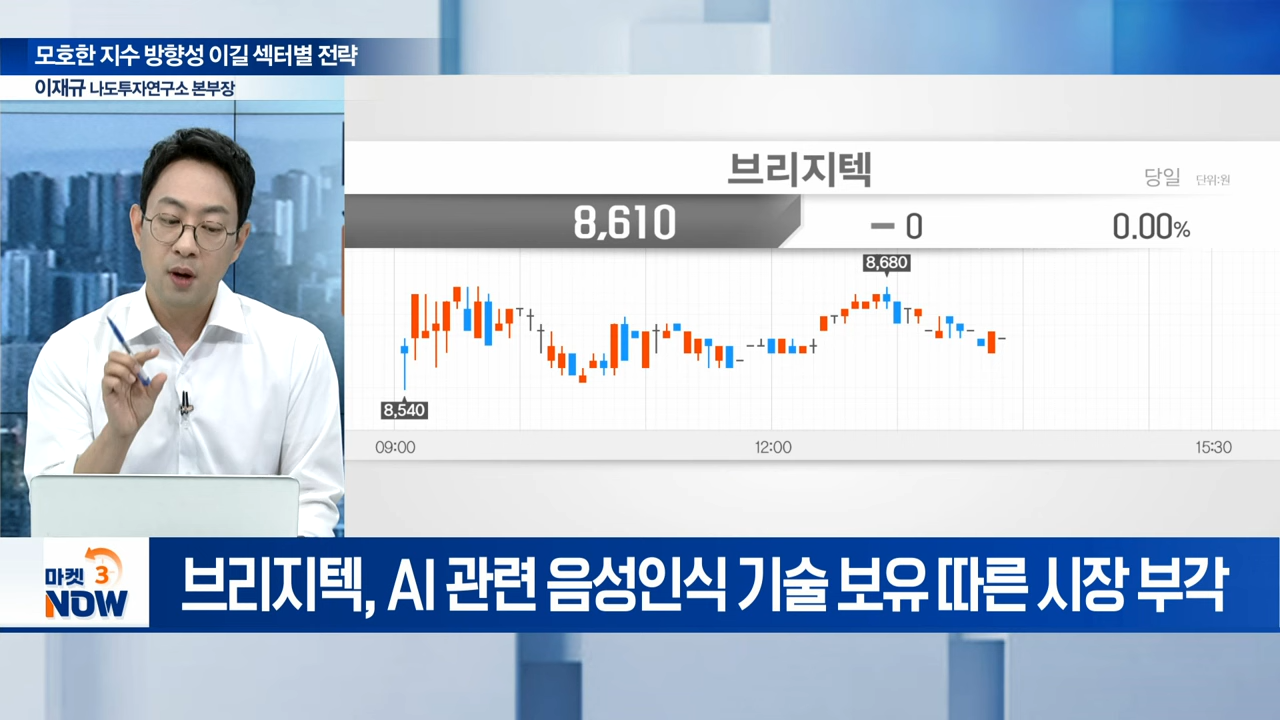 모호한 지수 방향성 이길 섹터별 전략
이재규 나도투자연구소 본부장
브리지텍
당일 단위:원
8,610 0 0.00%
8,680
8,540
09:00 12:00 15:30
마켓 3
NOW
브리지텍, AI 관련 음성인식 기술 보유 따른 시장 부각